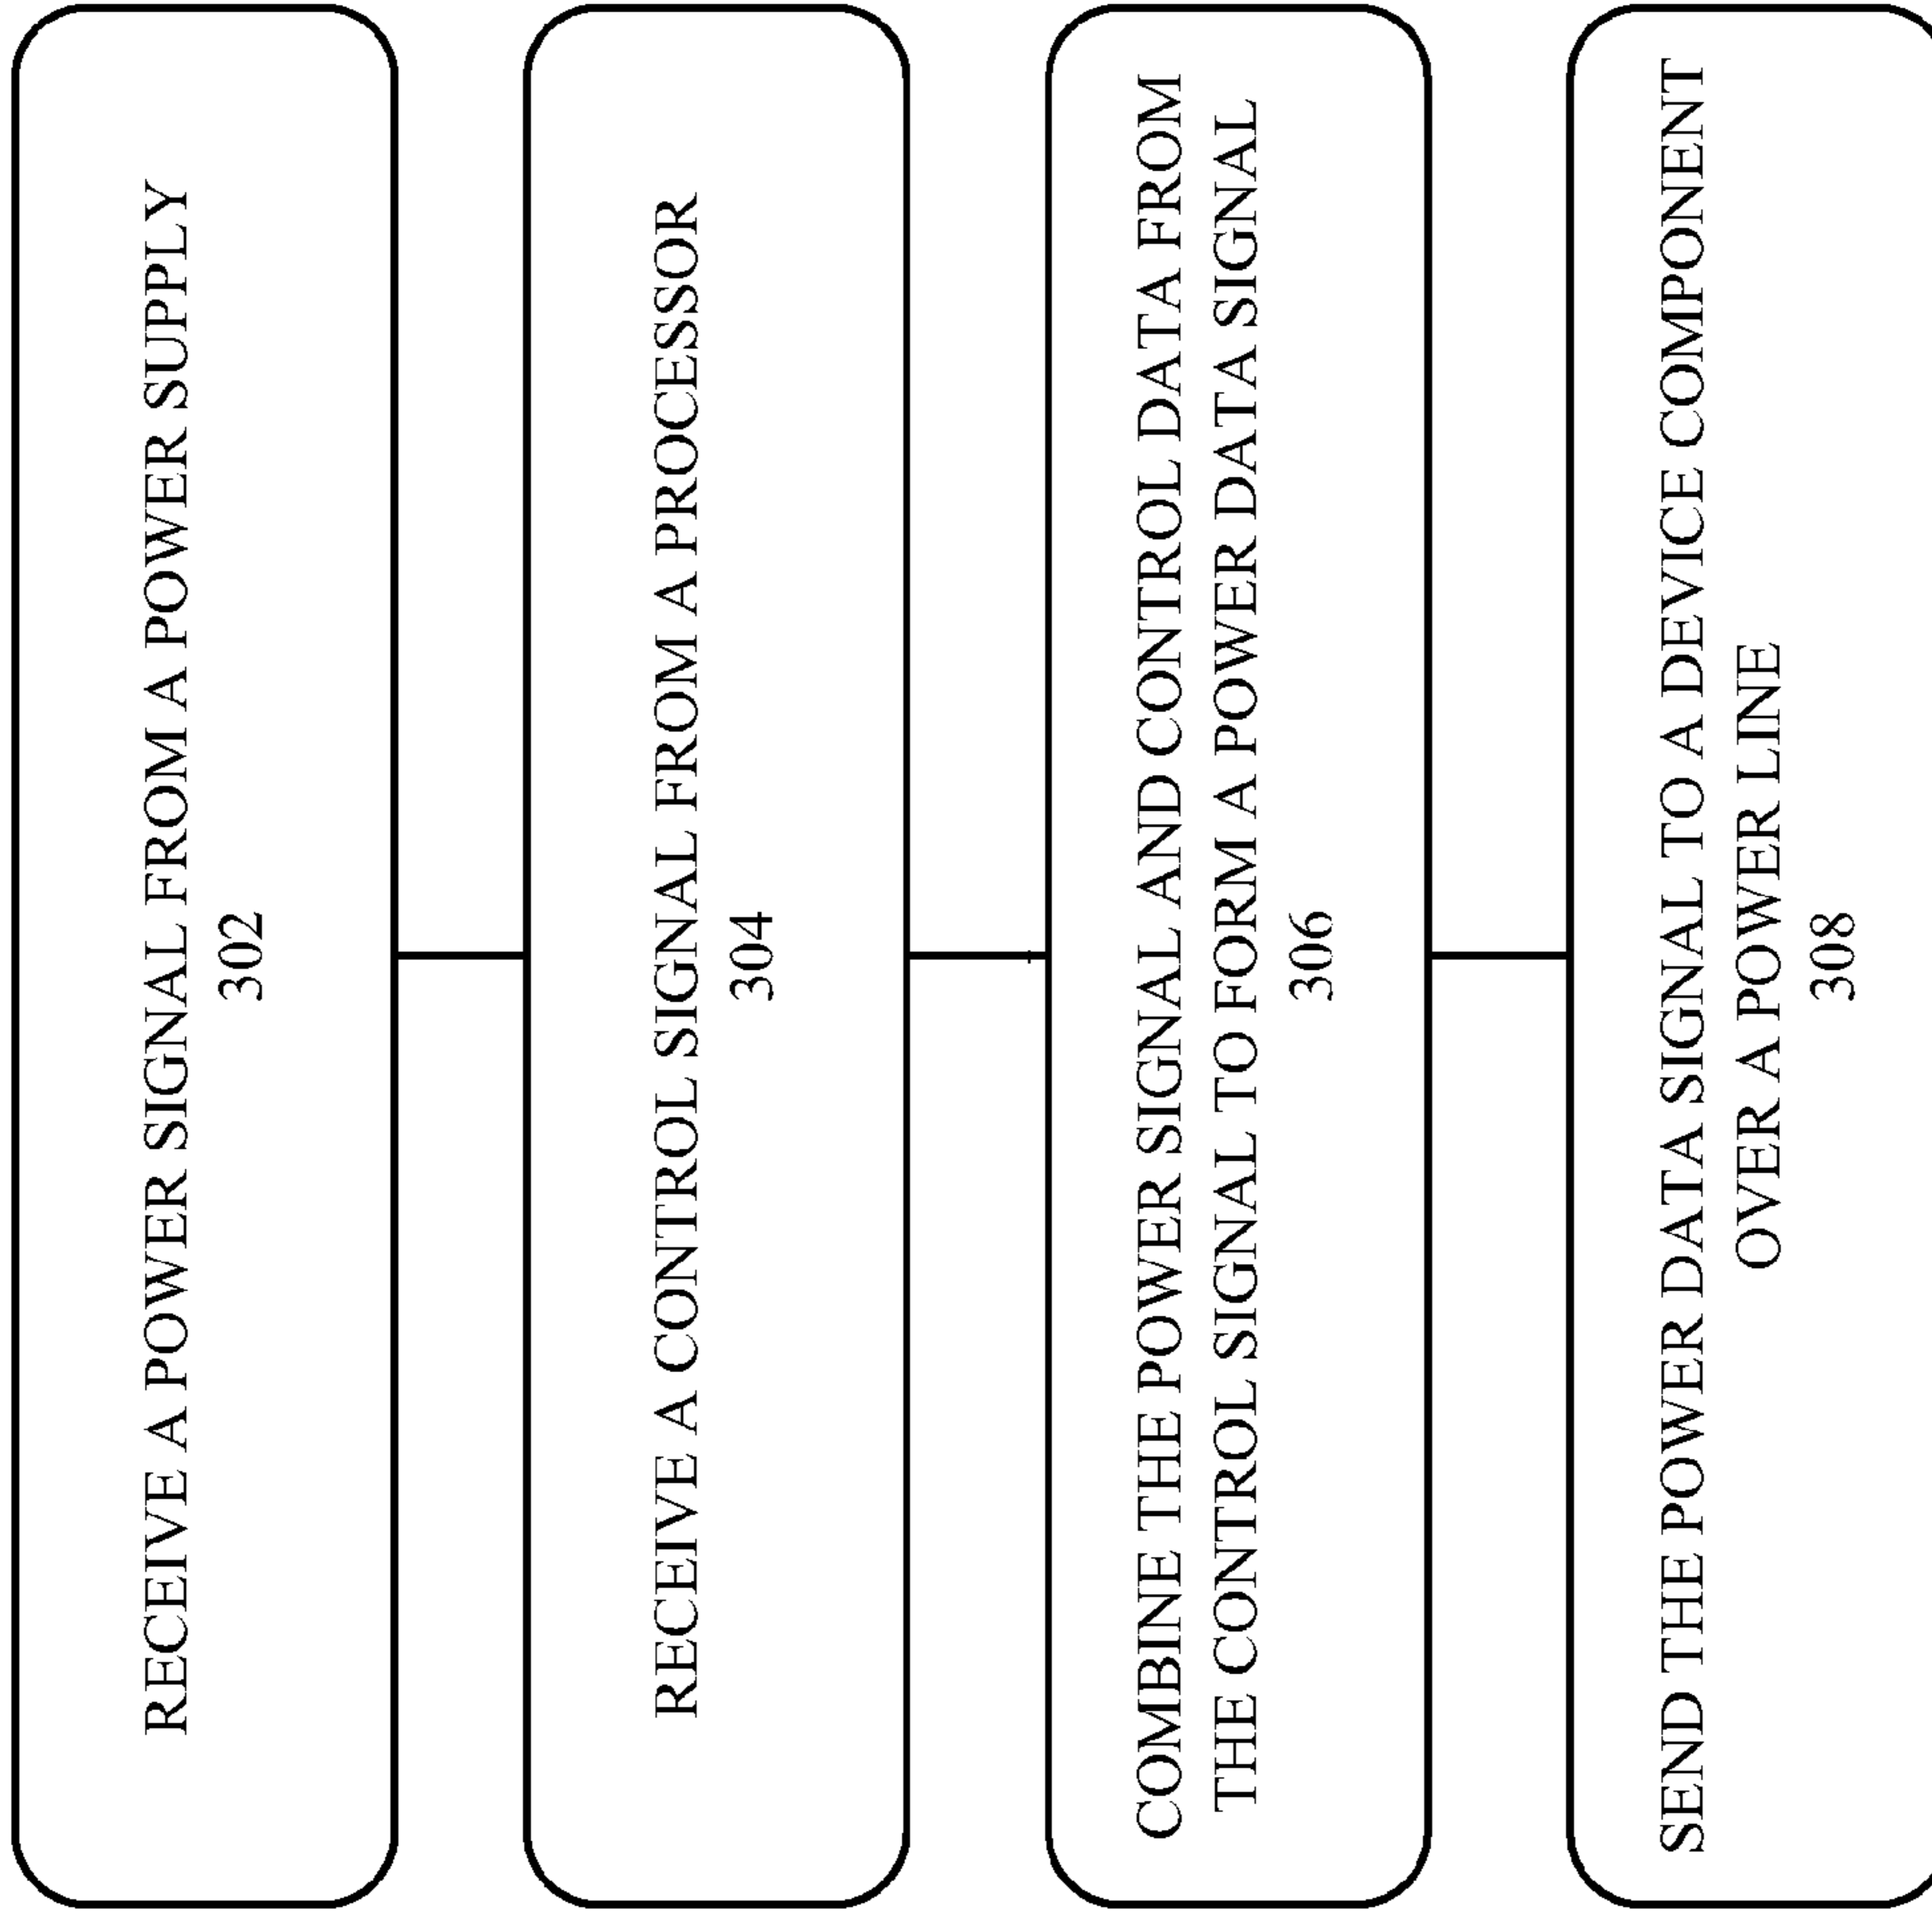 RECEIVE A POWER SIGNAL FROM A POWER SUPPLY
302
RECEIVE A CONTROL SIGNAL FROM A PROCESSOR
304
COMBINE THE POWER SIGNAL AND CONTROL DATA FROM
THE CONTROL SIGNAL TO FORM A POWER DATA SIGNAL
306
SEND THE POWER DATA SIGNAL TO A DEVICE COMPONENT
OVER A POWER LINE
308